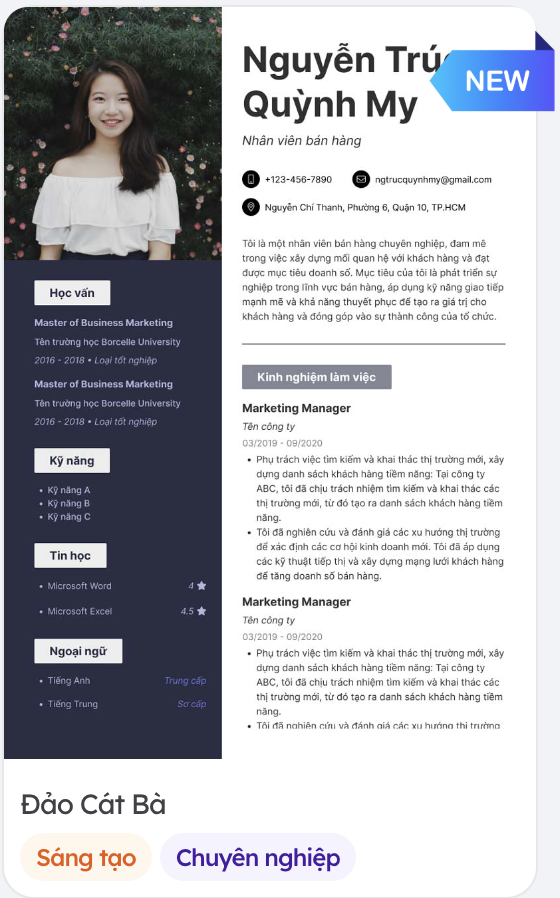 Nguyễn Trúc
Quỳnh My
NEW
Nhân viên bán hàng
+123-456-7890
ngtrucquynhmy@gmail.com
Nguyễn Chí Thanh, Phường 6, Quận 10, TP.HCM
Tôi là một nhân viên bán hàng chuyên nghiệp, đam mê
trong việc xây dựng mối quan hệ với khách hàng và đạt
được mục tiêu doanh số. Mục tiêu của tôi là phát triển sự
nghiệp trong lĩnh vực bán hàng, áp dụng kỹ năng giao tiếp
mạnh mẽ và khả năng thuyết phục để tạo ra giá trị cho
khách hàng và đóng góp vào sự thành công của tổ chức.
Học vấn
Master of Business Marketing
Tên trường học Borcelle University
2016 - 2018 • Loại tốt nghiệp
Master of Business Marketing
Tên trường học Borcelle University
2016 - 2018 • Loại tốt nghiệp
Kỹ năng
• Kỹ năng A
• Kỹ năng B
• Kỹ năng C
Tin học
• Microsoft Word 4
• Microsoft Excel 4.5
Ngoại ngữ
• Tiếng Anh Trung cấp
• Tiếng Trung Sơ cấp
Kinh nghiệm làm việc
Marketing Manager
Tên công ty
03/2019 - 09/2020
• Phụ trách việc tìm kiếm và khai thác thị trường mới, xây
dựng danh sách khách hàng tiềm năng: Tại công ty
ABC, tôi đã chịu trách nhiệm tìm kiếm và khai thác các
thị trường mới, từ đó tạo ra danh sách khách hàng tiềm
năng.
• Tôi đã nghiên cứu và đánh giá các xu hướng thị trường
để xác định các cơ hội kinh doanh mới. Tôi đã áp dụng
các kỹ thuật tiếp thị và xây dựng mạng lưới khách hàng
để tăng doanh số bán hàng.
Marketing Manager
Tên công ty
03/2019 - 09/2020
• Phụ trách việc tìm kiếm và khai thác thị trường mới, xây
dựng danh sách khách hàng tiềm năng: Tại công ty
ABC, tôi đã chịu trách nhiệm tìm kiếm và khai thác các
thị trường mới, từ đó tạo ra danh sách khách hàng tiềm
năng.
• Tôi đã nghiên cứu và đánh giá các xu hướng thị trường
Đảo Cát Bà
Sáng tạo
Chuyên nghiệp